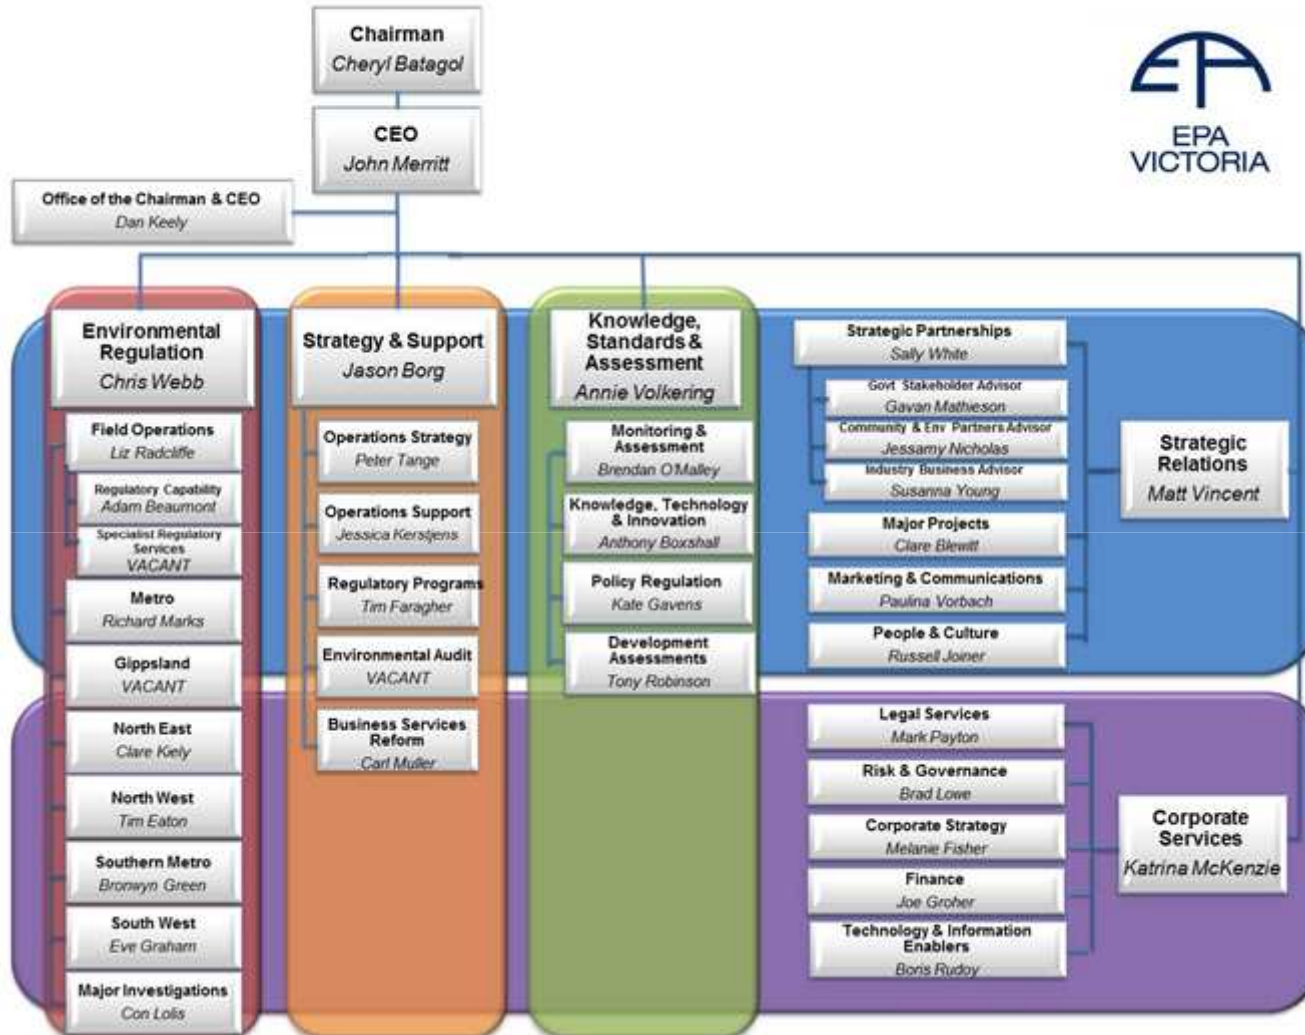 Chairman
Cheryl Batagol
CEO
John Merritt
EPA
VICTORIA
Office of the Chairman & CEO
Dan Keely
Environmental
Regulation
Chris Webb
Field Operations
Liz Radcliffe
Regulatory Capability
Adam Beaumont
Specialist Regulatory
Services
VACANT
Metro
Richard Marks
Gippsland
VACANT
North East
Clare Kiely
North West
Tim Eaton
Southern Metro
Bronwyn Green
South West
Eve Graham
Major Investigations
Con Lolis
Strategy & Support
Jason Borg
Operations Strategy
Peter Tange
Operations Support
Jessica Kerstjens
Regulatory Programs
Tim Faragher
Environmental Audit
VACANT
Business Services
Reform
Carl Muller
Knowledge,
Standards &
Assessment
Annie Volkering
Monitoring &
Assessment
Brendan O'Malley
Knowledge, Technology
& Innovation
Anthony Boxshall
Policy Regulation
Kate Gavens
Development
Assessments
Tony Robinson
Strategic Partnerships
Sally White
Govt Stakeholder Advisor
Gavan Mathieson
Community & Env Partners Advisor
Jessamy Nicholas
Industry Business Advisor
Susanna Young
Major Projects
Clare Blewitt
Marketing & Communications
Paulina Vorbach
People & Culture
Russell Joiner
Strategic
Relations
Matt Vincent
Legal Services
Mark Payton
Risk & Governance
Brad Lowe
Corporate Strategy
Melanie Fisher
Finance
Joe Groher
Technology & Information
Enablers
Boris Rudoy
Corporate
Services
Katrina McKenzie